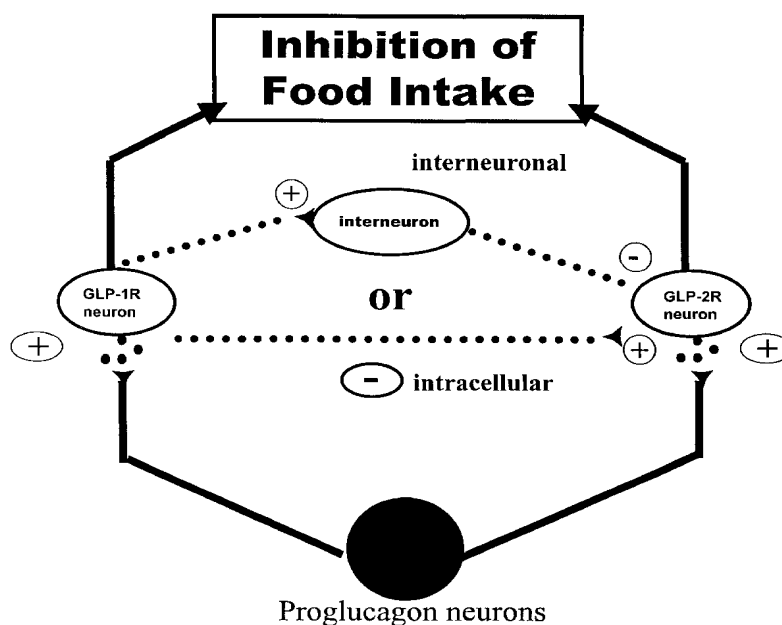 Inhibition of
Food Intake
interneuronal
+
interneuron
-
GLP-1R
neuron
or
GLP-2R
neuron
+
+
+
- intracellular
Proglucagon neurons